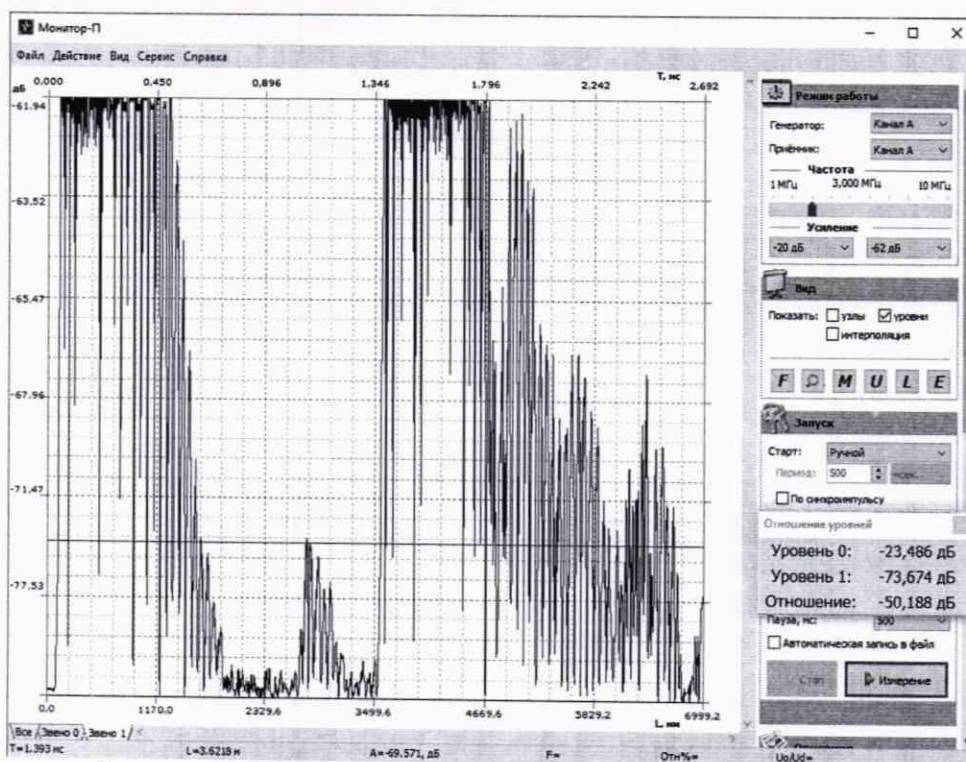 Монитор-П
Файл Действие Вид Сервис Справка
0.000 0,450 0,896 1,346 1,796 2,242 2,692
T, мс
дБ
-61.94
-63.52
-65.47
-67.96
-71.47
-77.53
0.0 1170.0 2329.6 3499.6 4669.6 5829.2 6999.2
L, мм
Все Звено 0 Звено 1
T=1.393 мс L=3.6218 м A=-69.571, дБ F= Отн%= Uo/Ud=
Режим работы
Генератор: Канал А
Приёмник: Канал А
Частота
1 МГц 3,000 МГц 10 МГц
Усиление
-20 дБ -62 дБ
Вид
Показать: узлы уровни
интерполяция
F M U L E
Запуск
Старт: Ручной
Период: 500 мсек.
По синхроимпульсу
Отношение уровней
Уровень 0: -23,486 дБ
Уровень 1: -73,674 дБ
Отношение: -50,188 дБ
Пауза, мс: 500
Автоматическая запись в файл
Стоп Измерение